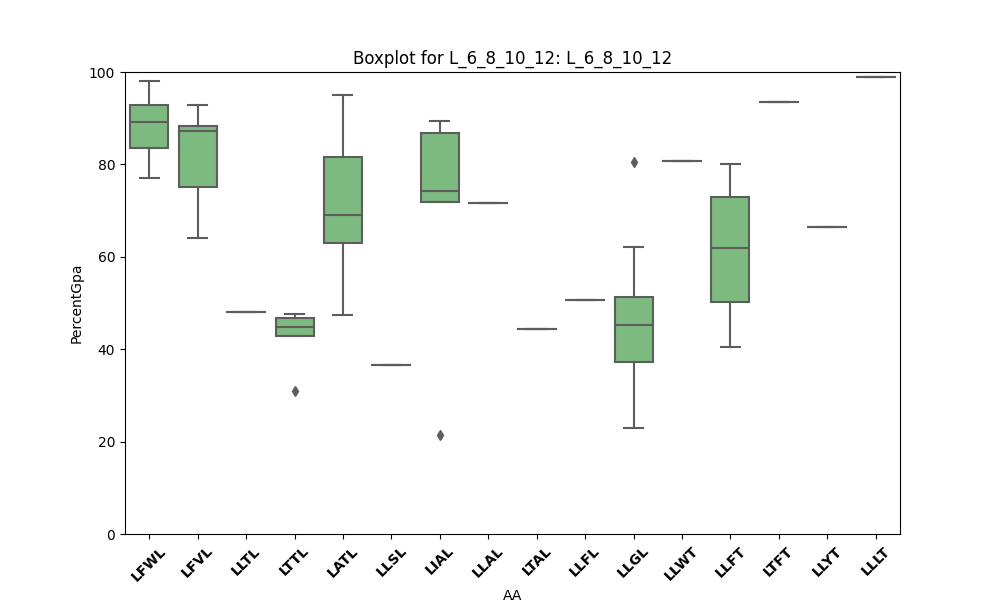 Boxplot for L_6_8_10_12: L_6_8_10_12
PercentGpa
100
80
60
40
20
0
LFWL
LFVL
LLTL
LTTL
LATL
LLSL
LIAL
LLAL
LTAL
LLFL
LLGL
LLWT
LLFT
LTFT
LLYT
LLLT
AA